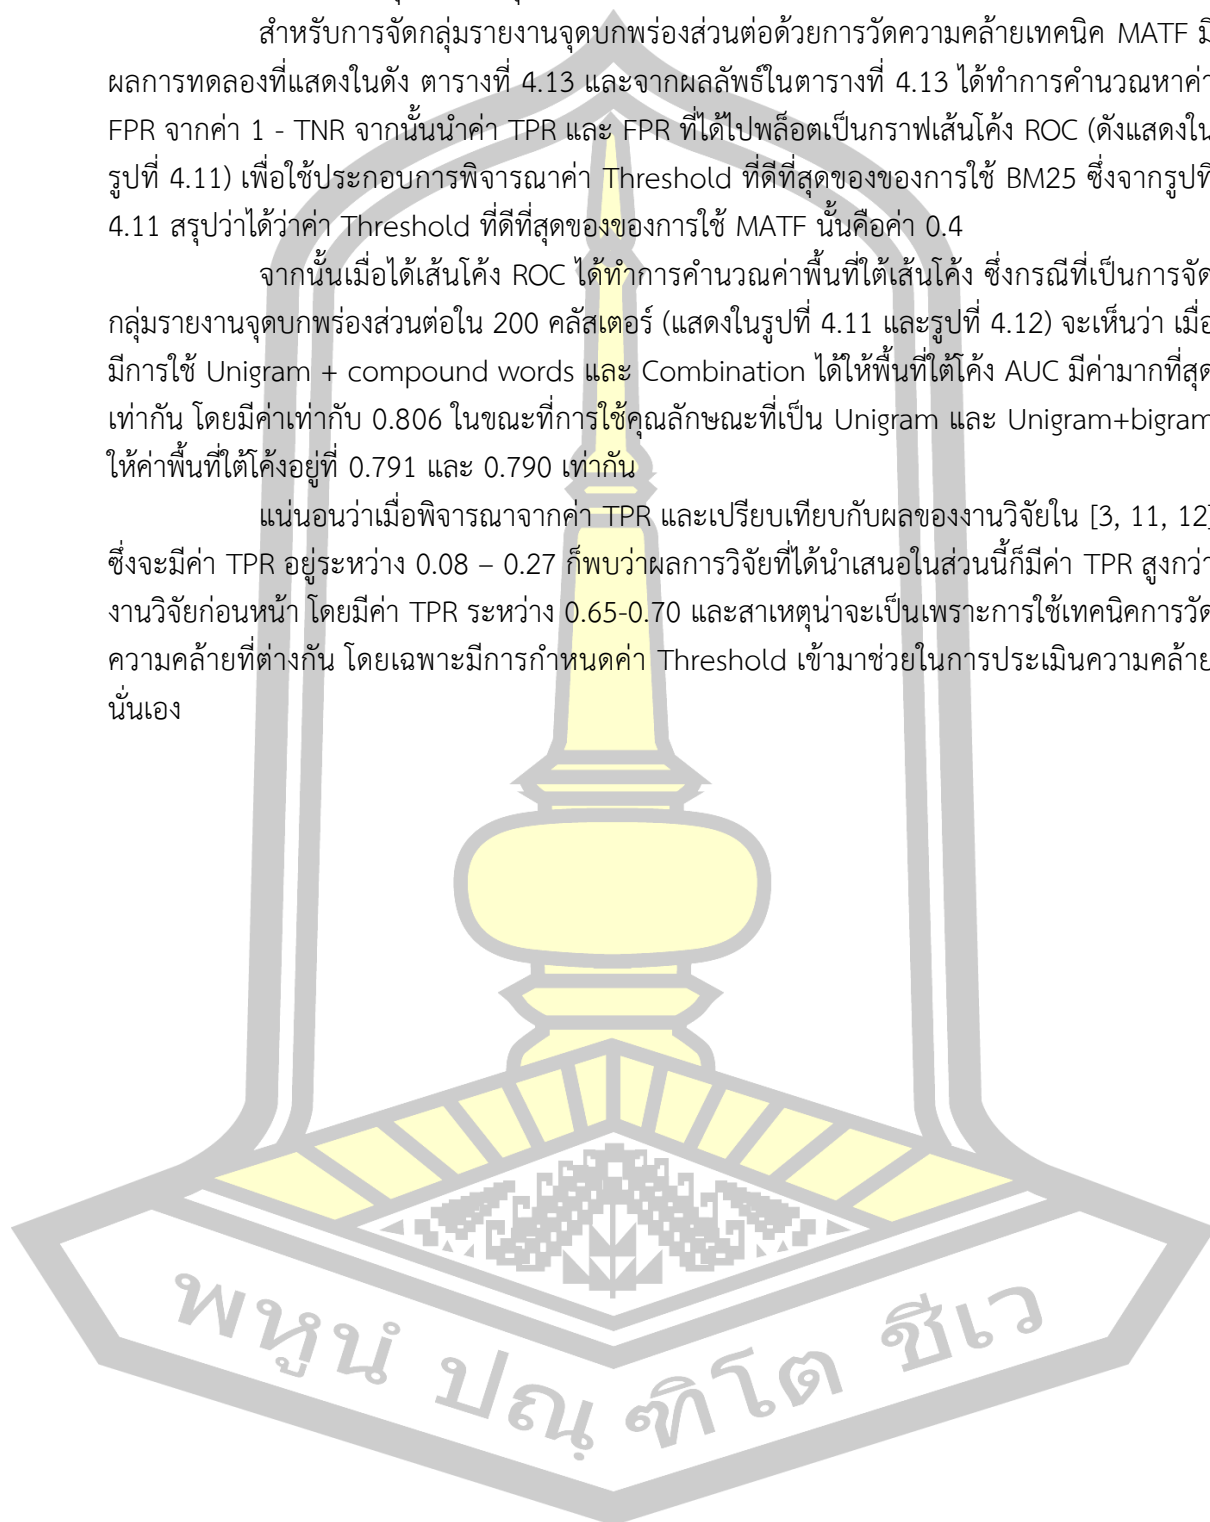 สำหรับการจัดกลุ่มรายงานจุดบกพร่องส่วนต่อด้วยการวัดความคล้ายเทคนิค MATF มี
ผลการทดลองที่แสดงในดัง ตารางที่ 4.13 และจากผลลัพธ์ในตารางที่ 4.13 ได้ทำการคำนวณหาค่า
FPR จากค่า 1 - TNR จากนั้นนำค่า TPR และ FPR ที่ได้ไปพล็อตเป็นกราฟเส้นโค้ง ROC (ดังแสดงใน
รูปที่ 4.11) เพื่อใช้ประกอบการพิจารณาค่า Threshold ที่ดีที่สุดของของการใช้ BM25 ซึ่งจากรูปที่
4.11 สรุปว่าได้ว่าค่า Threshold ที่ดีที่สุดของของการใช้ MATF นั้นคือค่า 0.4
จากนั้นเมื่อได้เส้นโค้ง ROC ได้ทำการคำนวณค่าพื้นที่ใต้เส้นโค้ง ซึ่งกรณีที่เป็นการจัด
กลุ่มรายงานจุดบกพร่องส่วนต่อใน 200 คลัสเตอร์ (แสดงในรูปที่ 4.11 และรูปที่ 4.12) จะเห็นว่า เมื่อ
มีการใช้ Unigram + compound words และ Combination ได้ให้พื้นที่ใต้โค้ง AUC มีค่ามากที่สุด
เท่ากัน โดยมีค่าเท่ากับ 0.806 ในขณะที่การใช้คุณลักษณะที่เป็น Unigram และ Unigram+bigram
ให้ค่าพื้นที่ใต้โค้งอยู่ที่ 0.791 และ 0.790 เท่ากัน
แน่นอนว่าเมื่อพิจารณาจากค่า TPR และเปรียบเทียบกับผลของงานวิจัยใน [3, 11, 12]
ซึ่งจะมีค่า TPR อยู่ระหว่าง 0.08 – 0.27 ก็พบว่าผลการวิจัยที่ได้นำเสนอในส่วนนี้ก็มีค่า TPR สูงกว่า
งานวิจัยก่อนหน้า โดยมีค่า TPR ระหว่าง 0.65-0.70 และสาเหตุน่าจะเป็นเพราะการใช้เทคนิคการวัด
ความคล้ายที่ต่างกัน โดยเฉพาะมีการกำหนดค่า Threshold เข้ามาช่วยในการประเมินความคล้าย
นั่นเอง
พหูนํ ปณฺฑิโต ชีเว